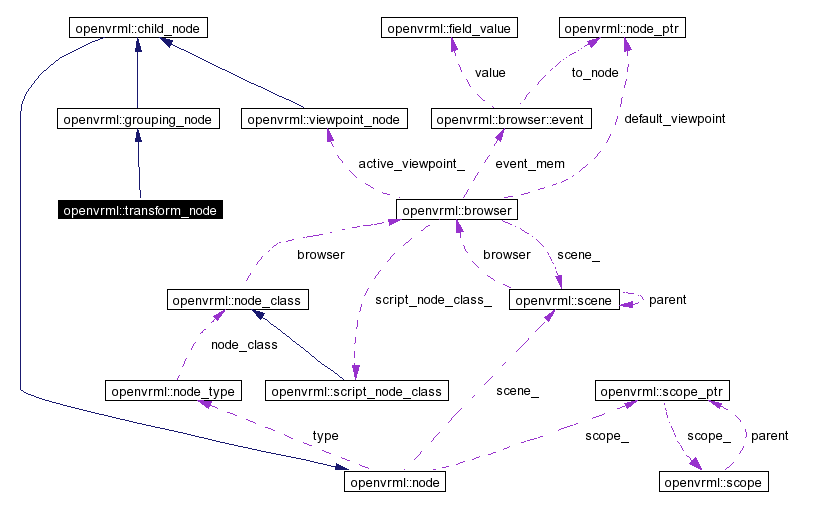 openvrml::child_node
openvrml::field_value
openvrml::node_ptr
value
to_node
openvrml::grouping_node
openvrml::viewpoint_node
openvrml::browser::event
default_viewpoint
active_viewpoint_
event_mem
openvrml::transform_node
openvrml::browser
browser
browser
scene_
openvrml::node_class
script_node_class_
openvrml::scene
parent
node_class
openvrml::node_type
openvrml::script_node_class
scene_
openvrml::scope_ptr
type
scope_
scope_
parent
openvrml::node
openvrml::scope